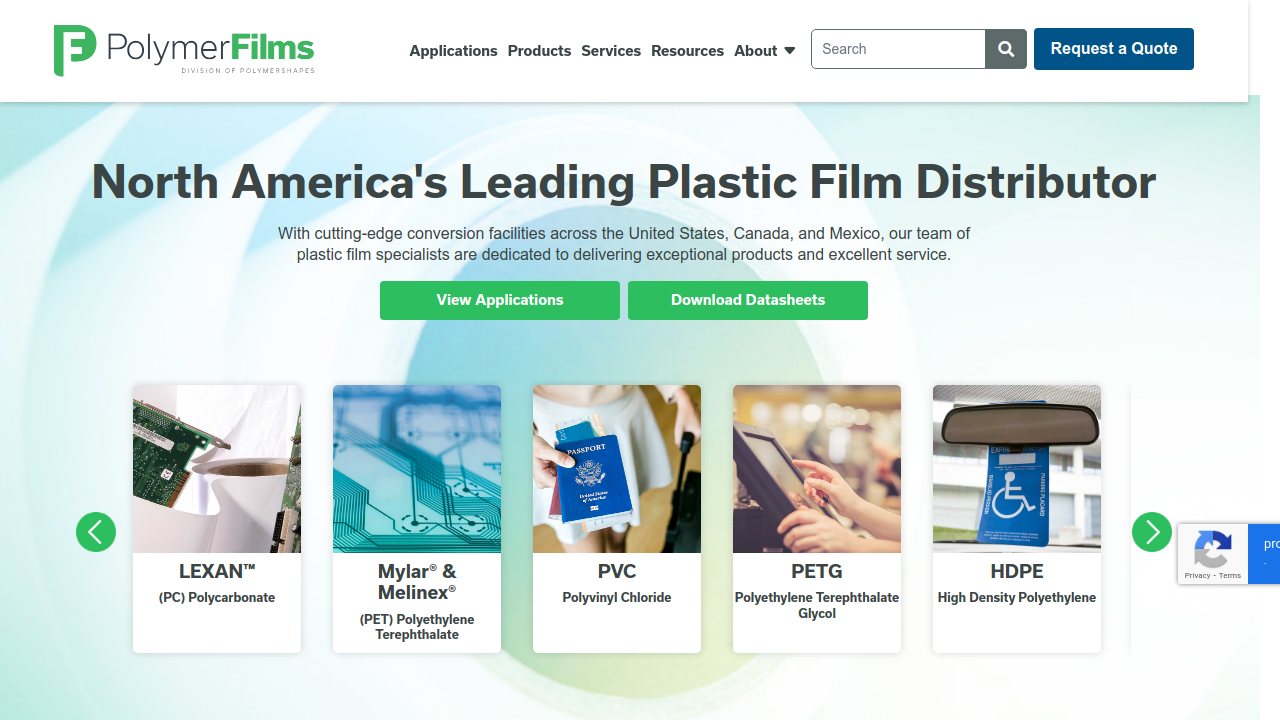 PolymerFilms
DIVISION OF POLYMERSHAPES
Applications
Products
Services
Resources
About
Search
Request a Quote
North America's Leading Plastic Film Distributor
With cutting-edge conversion facilities across the United States, Canada, and Mexico, our team of
plastic film specialists are dedicated to delivering exceptional products and excellent service.
View Applications
Download Datasheets
PASSPORT
United States
of America
LEXAN™
(PC) Polycarbonate
Mylar® &
Melinex®
(PET) Polyethylene
Terephthalate
PVC
Polyvinyl Chloride
PETG
Polyethylene Terephthalate
Glycol
HDPE
High Density Polyethylene
Privacy - Terms